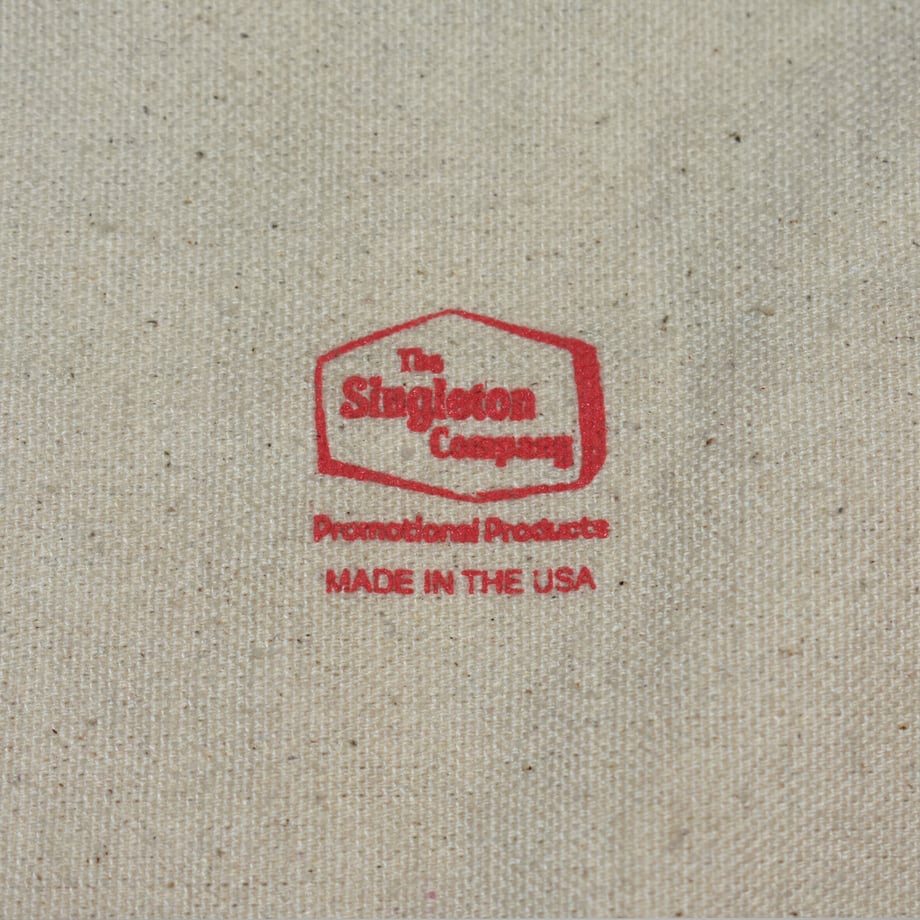 The
Singleton
Company
Promotional Products
MADE IN THE USA